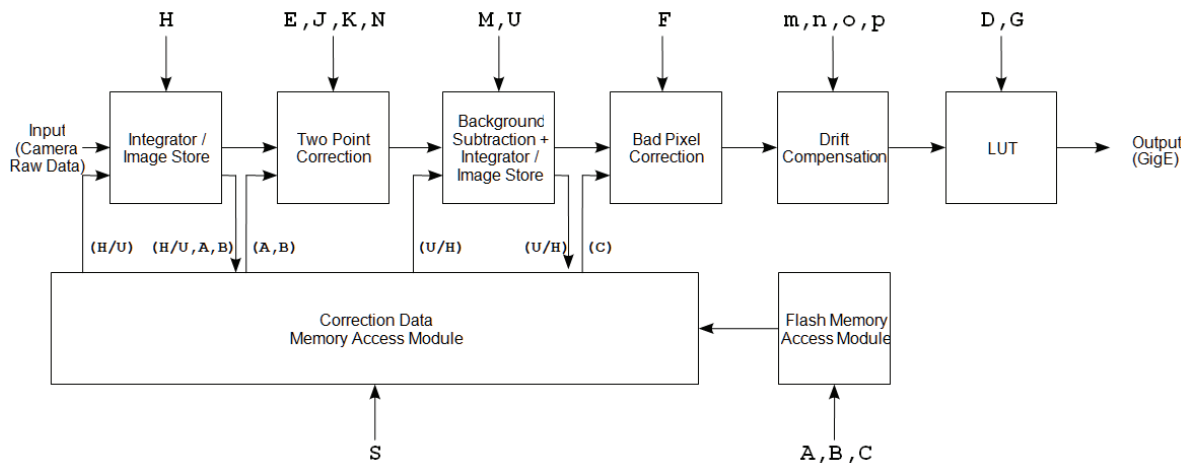 H
E,J,K,N
M,U
F
m,n,o,p
D,G
Input
(Camera
Raw Data)
Integrator /
Image Store
Two Point
Correction
Background
Subtraction +
Integrator /
Image Store
Bad Pixel
Correction
Drift
Compensation
LUT
Output
(GigE)
(H/U)
(H/U,A,B)
(A,B)
(U/H)
(U/H)
(C)
Correction Data
Memory Access Module
Flash Memory
Access Module
S
A,B,C